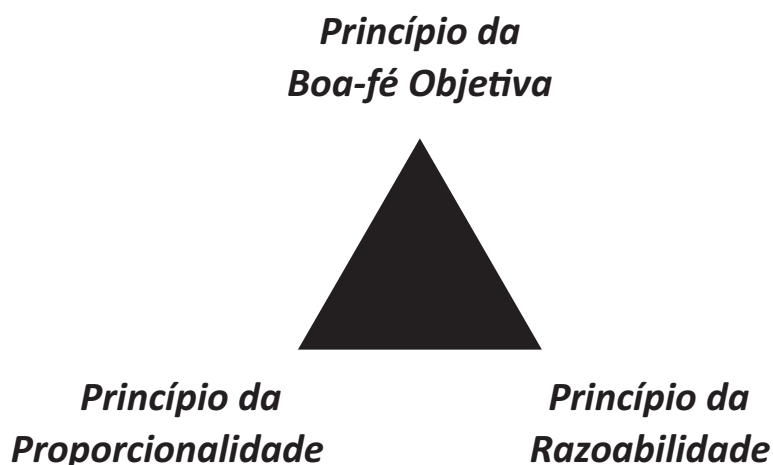 Princípio da
Boa-fé Objetiva
Princípio da
Proporcionalidade
Princípio da
Razoabilidade